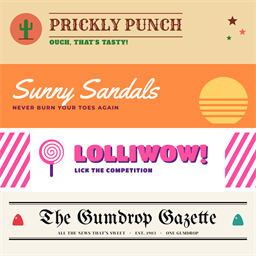 PRICKLY PUNCH
OUCH, THAT'S TASTY!
Sunny Sandals
NEVER BURN YOUR TOES AGAIN
LOLLIWOW!
LICK THE COMPETITION
The Gumdrop Gazette
ALL THE NEWS THAT'S SWEET · EST. 1983 · ONE GUMDROP